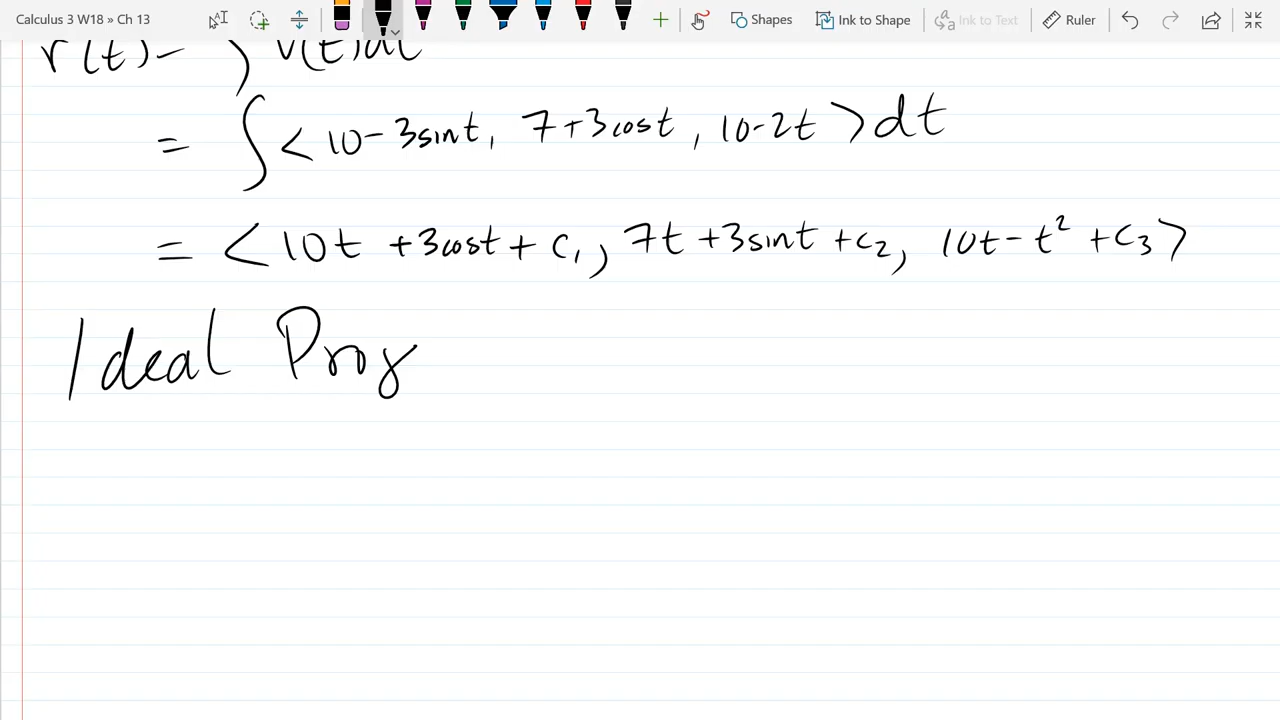 Calculus 3 W18 » Ch 13 Shapes Ink to Shape Ink to Text Ruler
r(t) = ∫ v(t) dt
= ∫ < 10 - 3sint, 7 + 3cost, 10 - 2t > dt
= < 10t + 3cost + c₁, 7t + 3sint + c₂, 10t - t² + c₃ >
Ideal